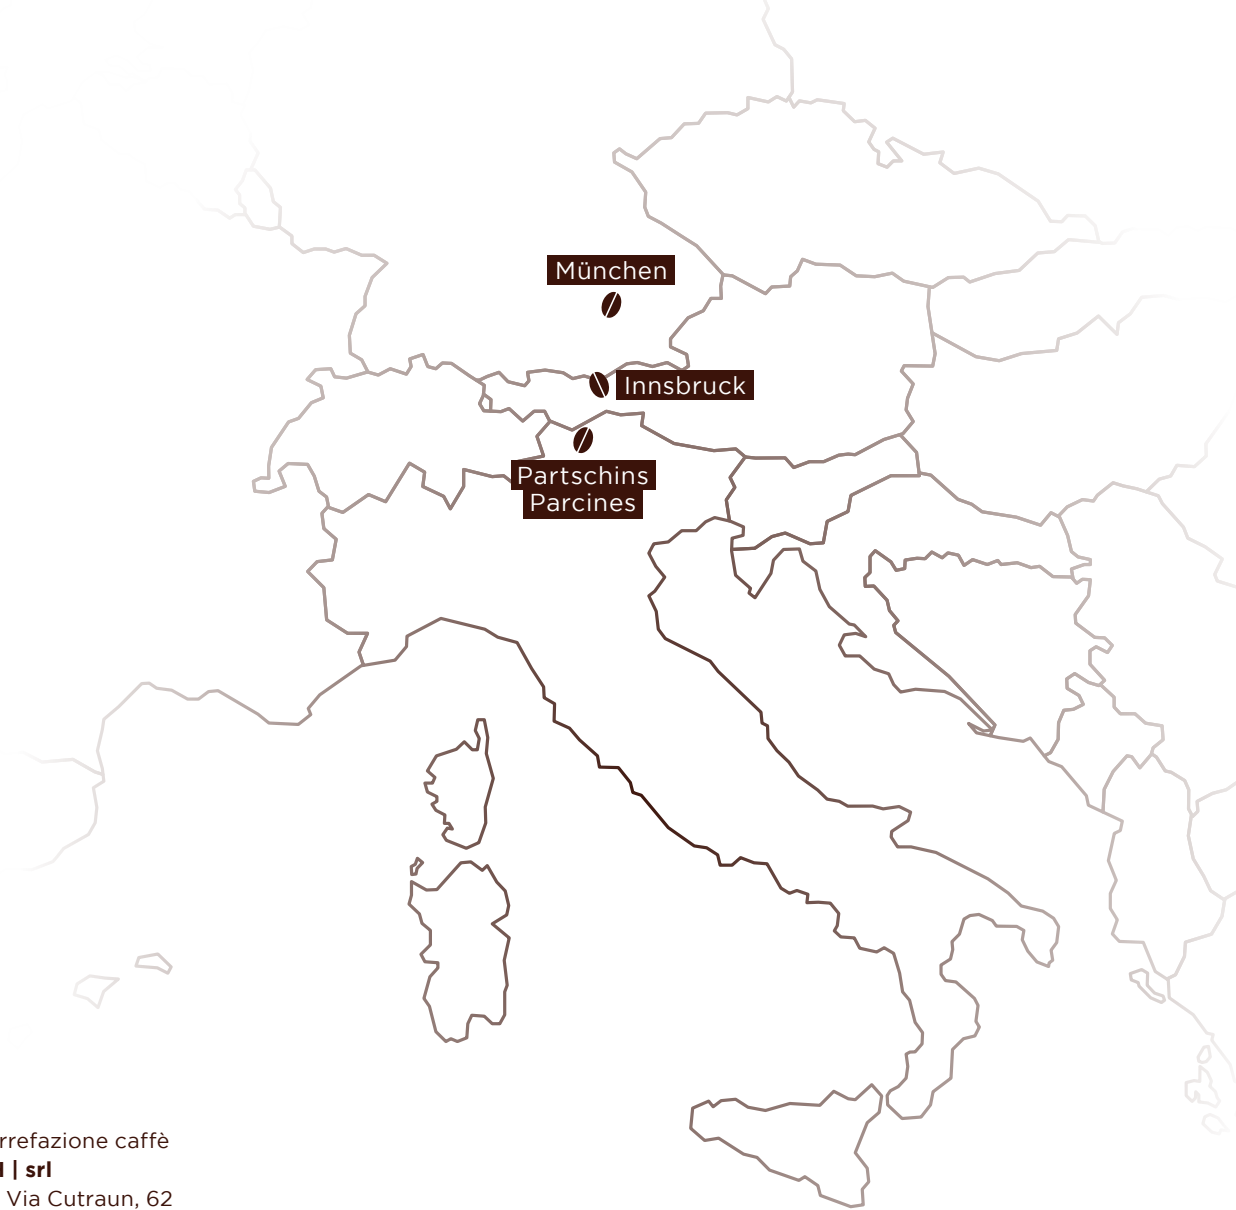 München
Innsbruck
Partschins
Parcines
rrefazione caffè
| srl
Via Cutraun, 62